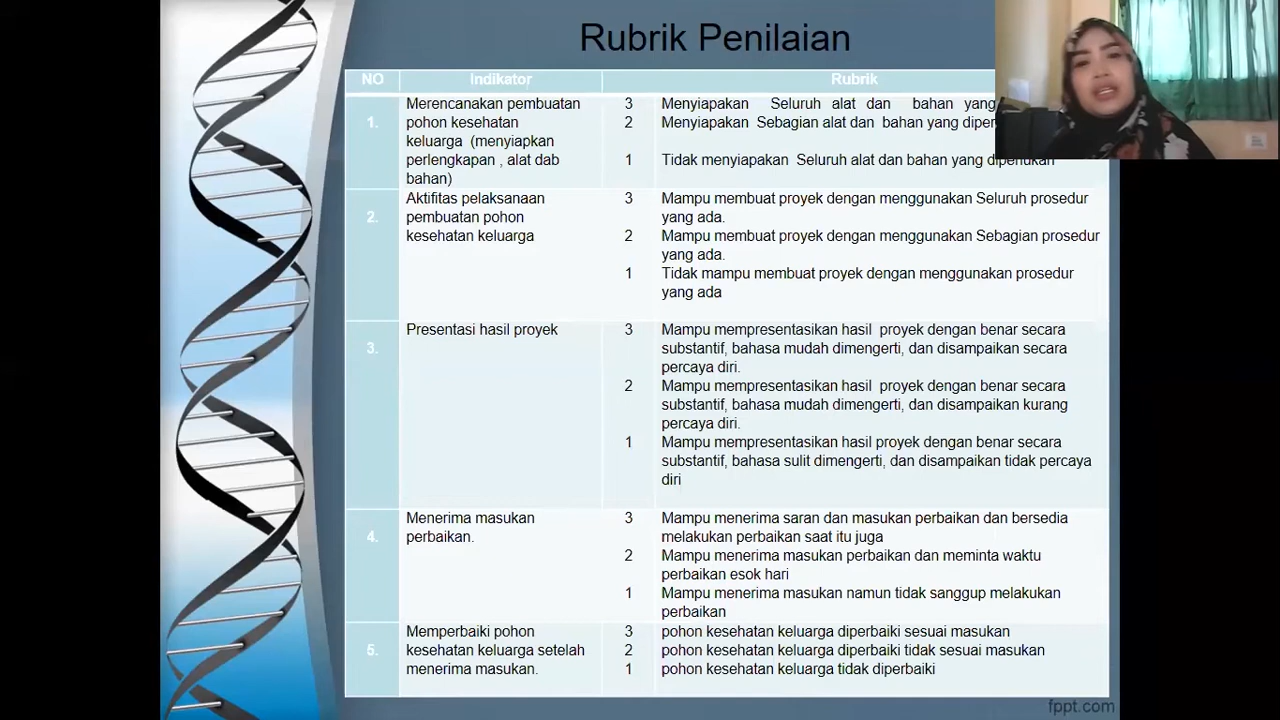 Rubrik Penilaian
NO Indikator Rubrik
1. Merencanakan pembuatan
pohon kesehatan
keluarga (menyiapkan
perlengkapan , alat dab
bahan)
3 Menyiapakan Seluruh alat dan bahan yang
2 Menyiapakan Sebagian alat dan bahan yang
1 Tidak menyiapakan Seluruh alat dan bahan yang diperlukan
2. Aktifitas pelaksanaan
pembuatan pohon
kesehatan keluarga
3 Mampu membuat proyek dengan menggunakan Seluruh prosedur
yang ada.
2 Mampu membuat proyek dengan menggunakan Sebagian prosedur
yang ada.
1 Tidak mampu membuat proyek dengan menggunakan prosedur
yang ada
3. Presentasi hasil proyek
3 Mampu mempresentasikan hasil proyek dengan benar secara
substantif, bahasa mudah dimengerti, dan disampaikan secara
percaya diri.
2 Mampu mempresentasikan hasil proyek dengan benar secara
substantif, bahasa mudah dimengerti, dan disampaikan kurang
percaya diri.
1 Mampu mempresentasikan hasil proyek dengan benar secara
substantif, bahasa sulit dimengerti, dan disampaikan tidak percaya
diri
4. Menerima masukan
perbaikan.
3 Mampu menerima saran dan masukan perbaikan dan bersedia
melakukan perbaikan saat itu juga
2 Mampu menerima masukan perbaikan dan meminta waktu
perbaikan esok hari
1 Mampu menerima masukan namun tidak sanggup melakukan
perbaikan
5. Memperbaiki pohon
kesehatan keluarga setelah
menerima masukan.
3 pohon kesehatan keluarga diperbaiki sesuai masukan
2 pohon kesehatan keluarga diperbaiki tidak sesuai masukan
1 pohon kesehatan keluarga tidak diperbaiki
fppt.com